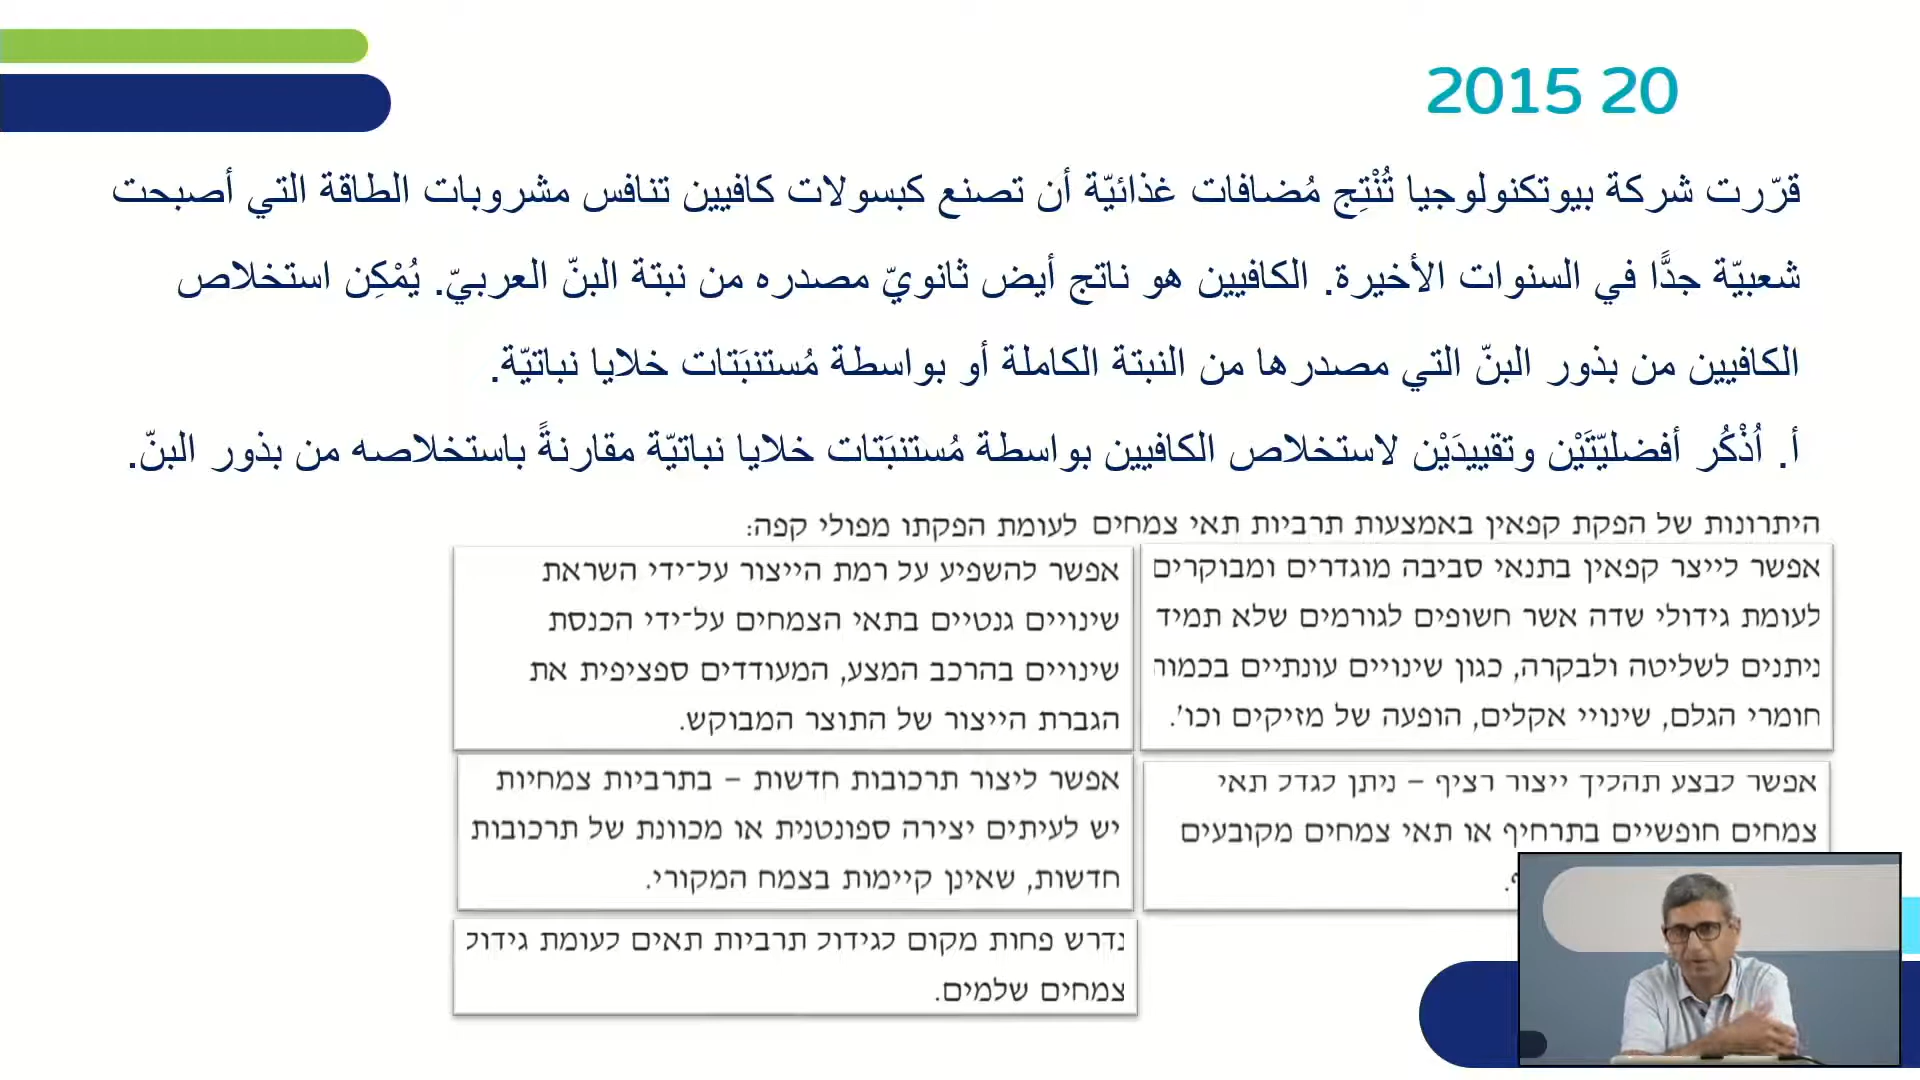 2015 20
قرّرت شركة بيوتكنولوجيا تُنْتِج مُضافات غذائيّة أن تصنع كبسولات كافيين تنافس مشروبات الطاقة التي أصبحت
شعبيّة جدًّا في السنوات الأخيرة. الكافيين هو ناتج أيض ثانويّ مصدره من نبتة البنّ العربيّ. يُمْكِن استخلاص
الكافيين من بذور البنّ التي مصدرها من النبتة الكاملة أو بواسطة مُستنبَتات خلايا نباتيّة.
أ. اُذْكُر أفضليّتَيْن وتقييدَيْن لاستخلاص الكافيين بواسطة مُستنبَتات خلايا نباتيّة مقارنةً باستخلاصه من بذور البنّ.
היתרונות של הפקת קפאין באמצעות תרביות תאי צמחים לעומת הפקתו מפולי קפה:
אפשר לייצר קפאין בתנאי סביבה מוגדרים ומבוקרים
לעומת גידולי שדה אשר חשופים לגורמים שלא תמיד
ניתנים לשליטה ולבקרה, כגון שינויים עונתיים בכמות
חומרי הגלם, שינויי אקלים, הופעה של מזיקים וכו'.
אפשר להשפיע על רמת הייצור על־ידי השראת
שינויים גנטיים בתאי הצמחים על־ידי הכנסת
שינויים בהרכב המצע, המעודדים ספציפית את
הגברת הייצור של התוצר המבוקש.
אפשר לבצע תהליך ייצור רציף – ניתן לגדל תאי
צמחים חופשיים בתרחיף או תאי צמחים מקובעים
אפשר ליצור תרכובות חדשות – בתרביות צמחיות
יש לעיתים יצירה ספונטנית או מכוונת של תרכובות
חדשות, שאינן קיימות בצמח המקורי.
נדרש פחות מקום לגידול תרביות תאים לעומת גידול
צמחים שלמים.